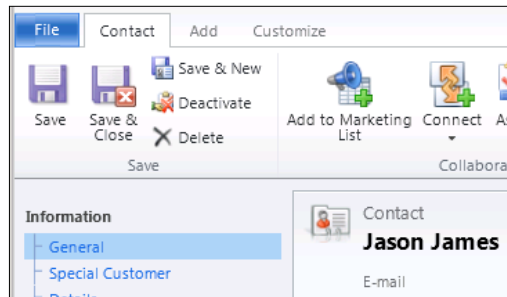 File Contact Add Customize
Save
Save & Close
Save & New
Deactivate
Delete
Add to Marketing List
Connect
Save
Information
General
Special Customer
Contact
Jason James
E-mail